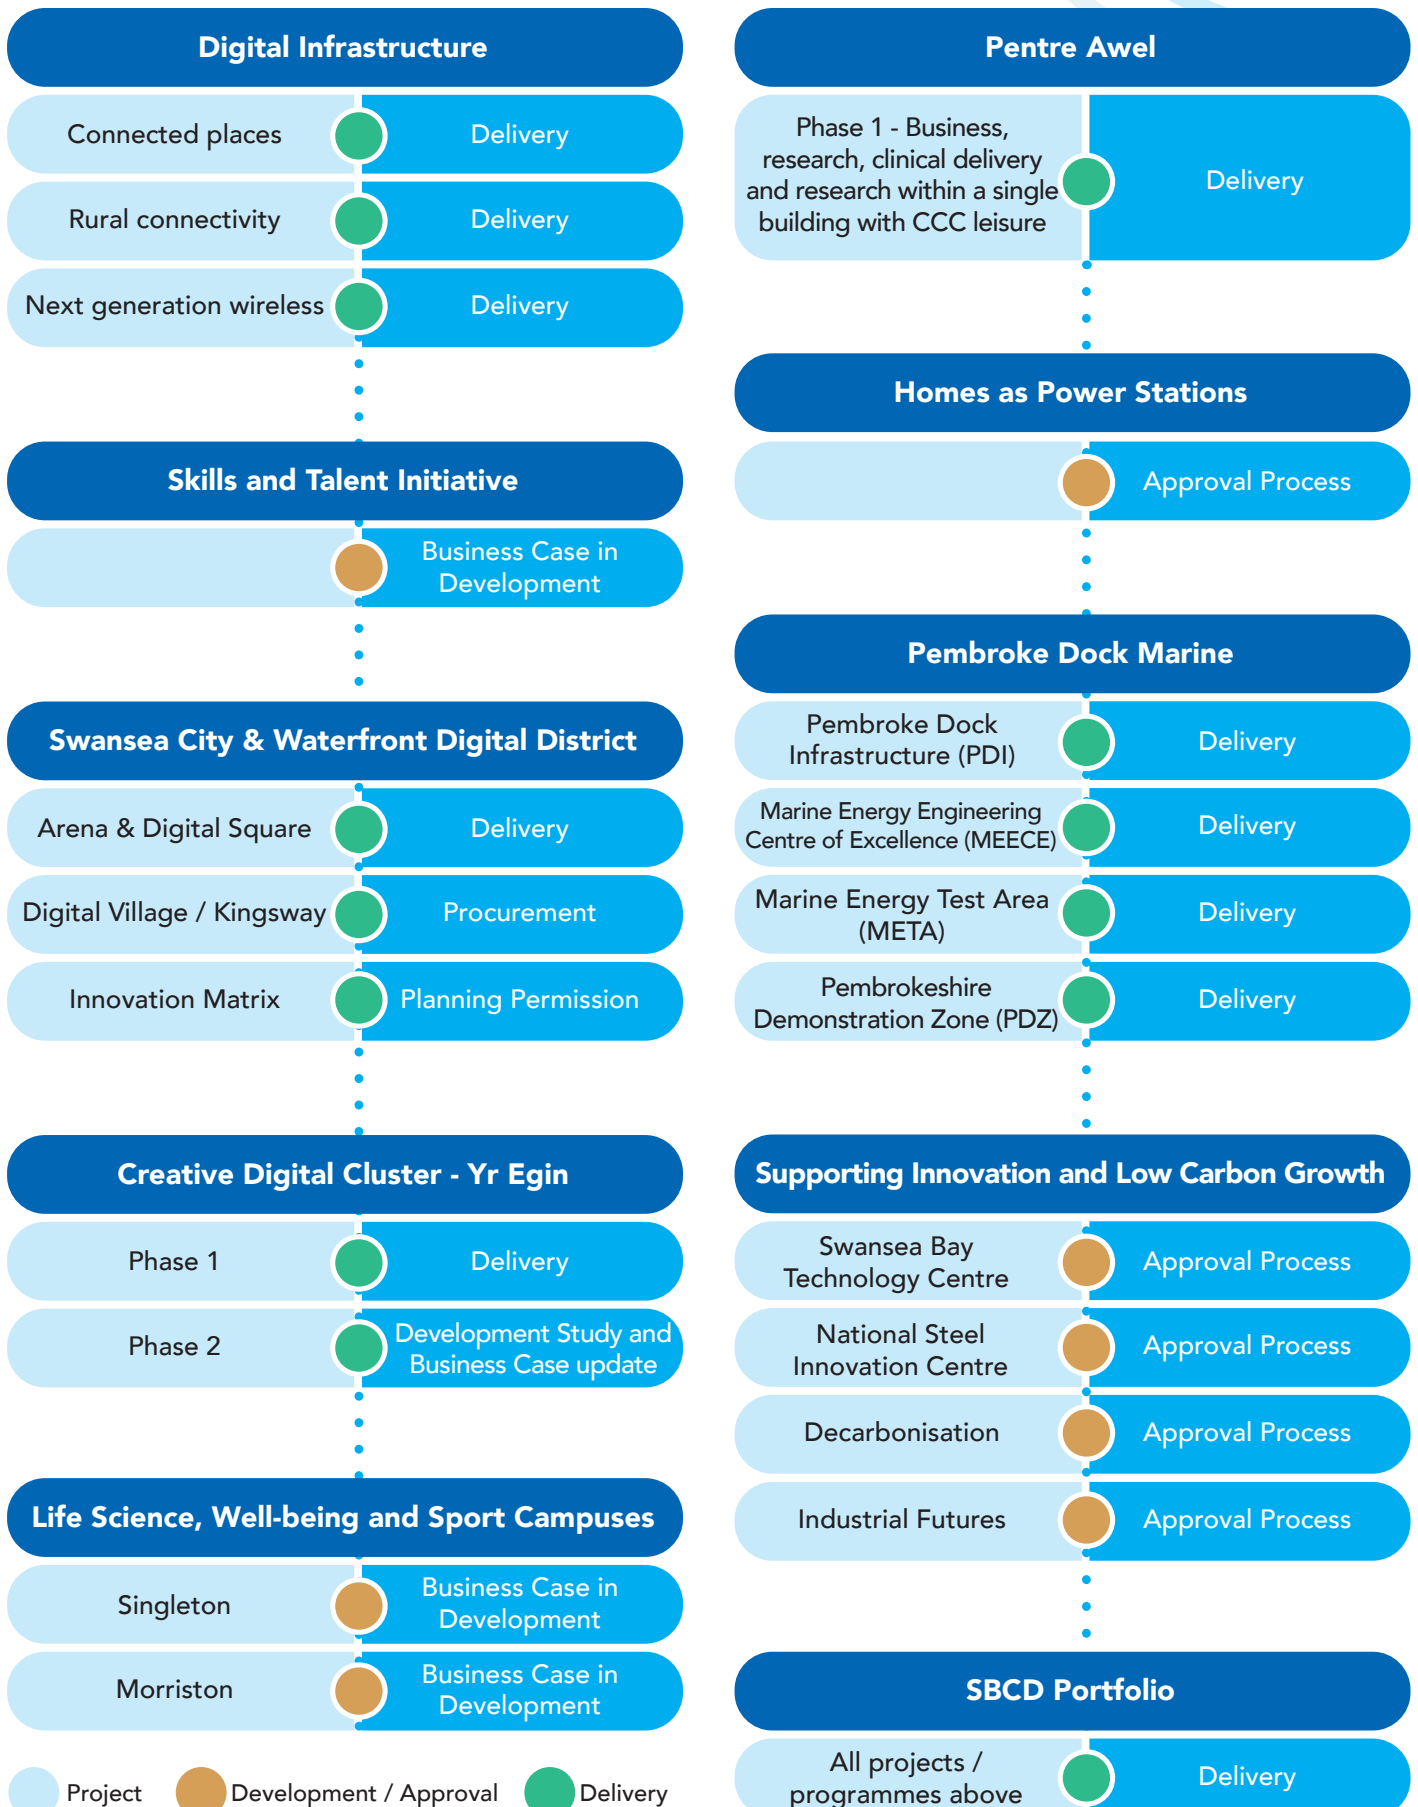 Digital Infrastructure
Connected places
Delivery
Rural connectivity
Delivery
Next generation wireless
Delivery
Skills and Talent Initiative
Business Case in
Development
Swansea City & Waterfront Digital District
Arena & Digital Square
Delivery
Digital Village / Kingsway
Procurement
Innovation Matrix
Planning Permission
Creative Digital Cluster - Yr Egin
Phase 1
Delivery
Phase 2
Development Study and
Business Case update
Life Science, Well-being and Sport Campuses
Singleton
Business Case in
Development
Morriston
Business Case in
Development
Project
Development / Approval
Delivery
Pentre Awel
Phase 1 - Business,
research, clinical delivery
and research within a single
building with CCC leisure
Delivery
Homes as Power Stations
Approval Process
Pembroke Dock Marine
Pembroke Dock
Infrastructure (PDI)
Delivery
Marine Energy Engineering
Centre of Excellence (MEECE)
Delivery
Marine Energy Test Area
(META)
Delivery
Pembrokeshire
Demonstration Zone (PDZ)
Delivery
Supporting Innovation and Low Carbon Growth
Swansea Bay
Technology Centre
Approval Process
National Steel
Innovation Centre
Approval Process
Decarbonisation
Approval Process
Industrial Futures
Approval Process
SBCD Portfolio
All projects /
programmes above
Delivery